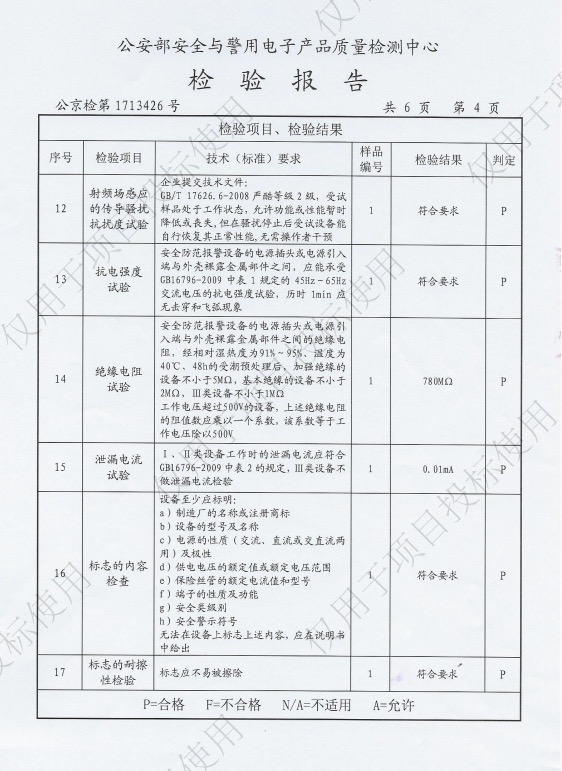 公安部安全与警用电子产品质量检测中心
检验报告
公京检第1713426号
共 6 页 第 4 页
检验项目、检验结果
序号 检验项目 技术（标准）要求 样品编号 检验结果 判定
12 射频场感应的传导骚扰抗扰度试验
企业提交技术文件:
GB/T 17626.6-2008严酷等级2级，受试
样品处于工作状态，允许功能或性能暂时
降低或丧失，但在骚扰停止后受试设备能
自行恢复其正常性能，无需操作者干预
1 符合要求 P
13 抗电强度试验
安全防范报警设备的电源插头或电源引入
端与外壳裸露金属部件之间，应能承受
GB16796-2009 中表 1 规定的 45Hz－65Hz
交流电压的抗电强度试验，历时 1min 应
无击穿和飞弧现象
1 符合要求 P
14 绝缘电阻试验
安全防范报警设备的电源插头或电源引
入端与外壳裸露金属部件之间的绝缘电
阻，经相对湿热度为91%～95%、温度为
40℃、48h的受潮预处理后，加强绝缘的
设备不小于5MΩ，基本绝缘的设备不小于
2MΩ，Ⅲ类设备不小于1MΩ
工作电压超过500V的设备，上述绝缘电阻
的阻值数应乘以一个系数，该系数等于工
作电压除以500V
1 780MΩ P
15 泄漏电流试验
Ⅰ、Ⅱ类设备工作时的泄漏电流应符合
GB16796-2009 中表 2 的规定，Ⅲ类设备不
做泄漏电流检验
1 0.01mA P
16 标志的内容检查
设备至少应标明:
a）制造厂的名称或注册商标
b）设备的型号及名称
c）电源的性质（交流、直流或交直流两
用）及极性
d）供电电压的额定值或额定电压范围
e）保险丝管的额定电流值和型号
f）端子的性质及功能
g）安全类级别
h）安全警示符号
无法在设备上标志上述内容，应在说明书
中给出
1 符合要求 P
17 标志的耐擦性检验
标志应不易被擦除
1 符合要求 P
P=合格 F=不合格 N/A=不适用 A=允许
仅用于项目投标使用